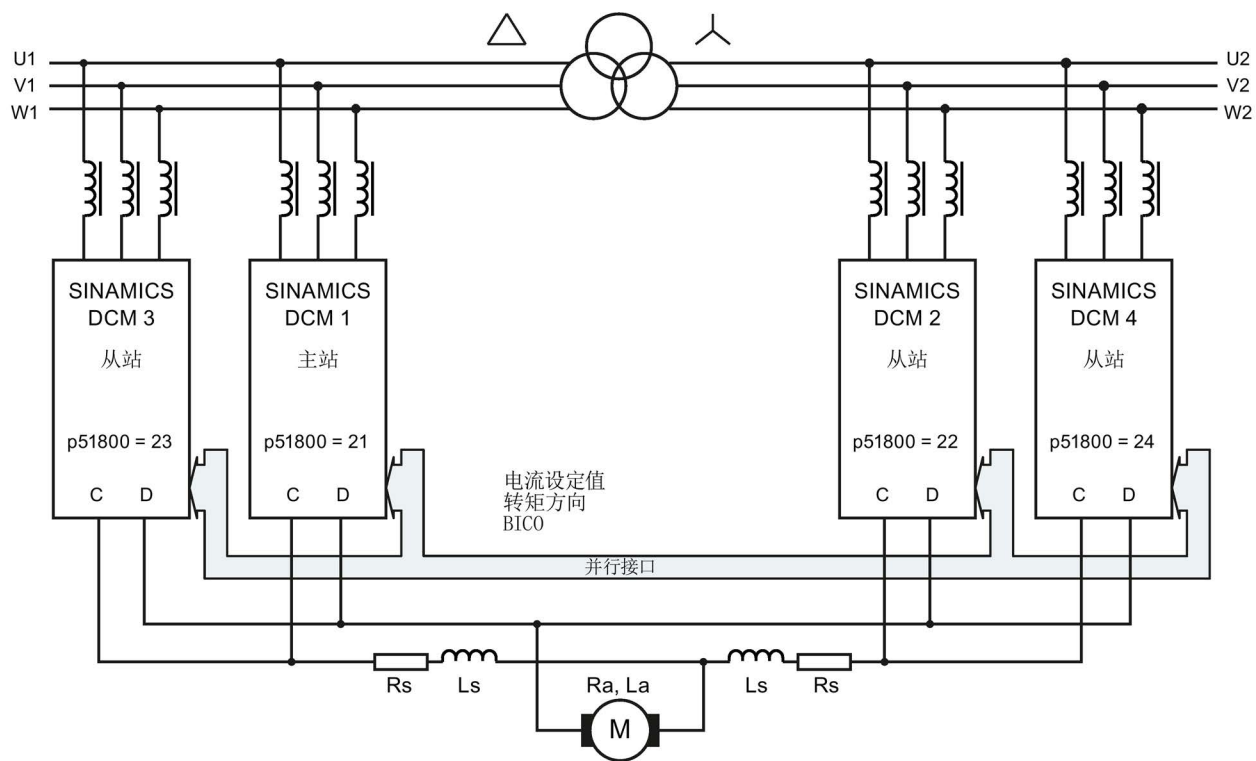 U1
V1
W1
U2
V2
W2
SINAMICS
DCM 3
从站
p51800 = 23
C D
SINAMICS
DCM 1
主站
p51800 = 21
C D
电流设定值
转矩方向
BICO
SINAMICS
DCM 2
从站
p51800 = 22
C D
SINAMICS
DCM 4
从站
p51800 = 24
C D
并行接口
Rs Ls
Ra, La
Ls Rs
M